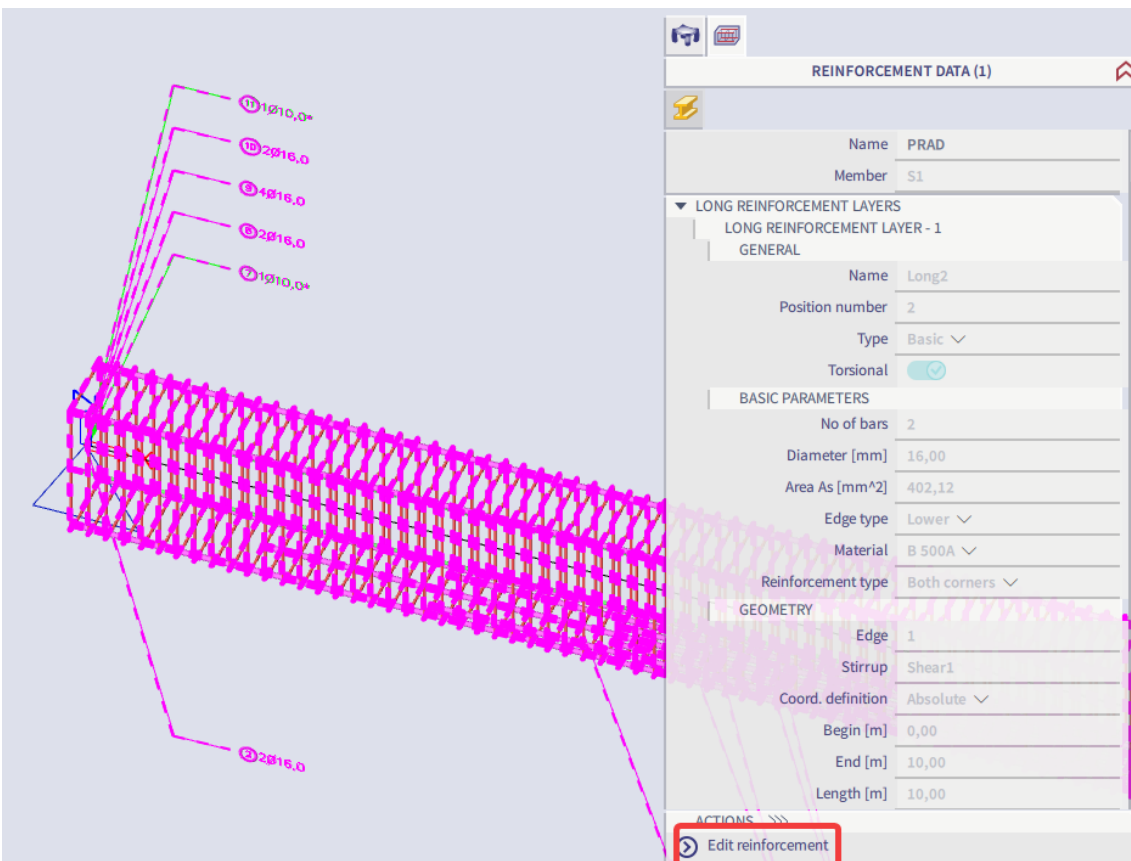 ⑪1Ø10,0*
⑩2Ø16,0
⑨4Ø16,0
⑧2Ø16,0
⑦1Ø10,0*
②2Ø16,0
REINFORCEMENT DATA (1)
Name PRAD
Member S1
LONG REINFORCEMENT LAYERS
LONG REINFORCEMENT LAYER - 1
GENERAL
Name Long2
Position number 2
Type Basic
Torsional
BASIC PARAMETERS
No of bars 2
Diameter [mm] 16,00
Area As [mm^2] 402,12
Edge type Lower
Material B 500A
Reinforcement type Both corners
GEOMETRY
Edge 1
Stirrup Shear1
Coord. definition Absolute
Begin [m] 0,00
End [m] 10,00
Length [m] 10,00
ACTIONS >>>
Edit reinforcement